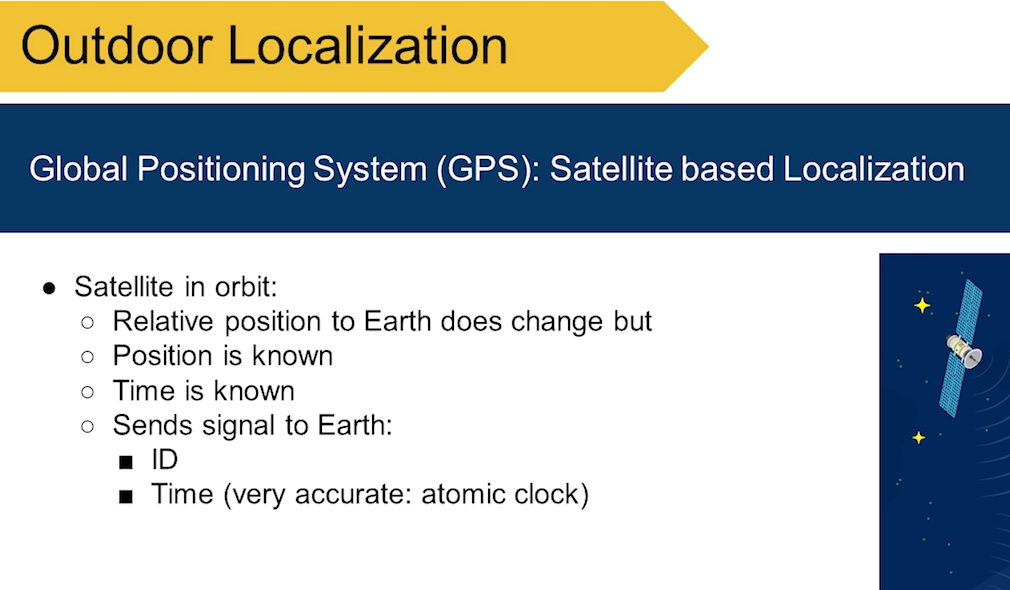 Outdoor Localization
Global Positioning System (GPS): Satellite based Localization
● Satellite in orbit:
○ Relative position to Earth does change but
○ Position is known
○ Time is known
○ Sends signal to Earth:
■ ID
■ Time (very accurate: atomic clock)